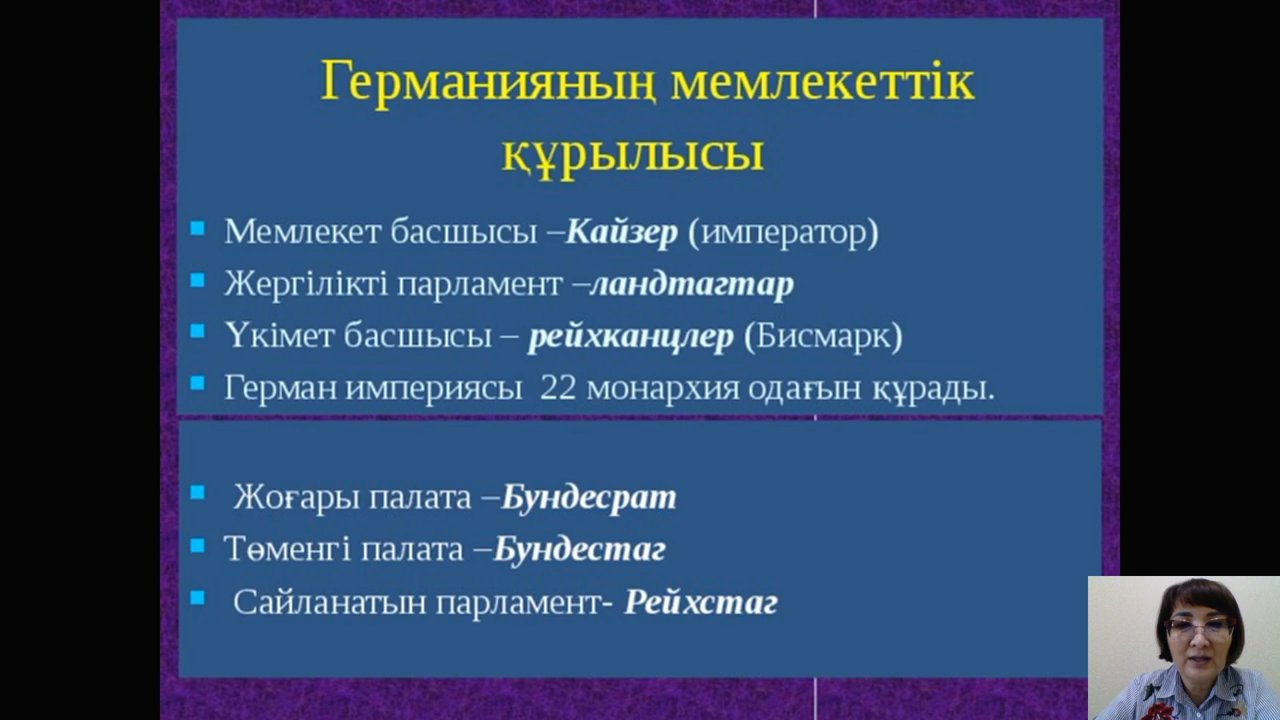 Германияның мемлекеттік
құрылысы
Мемлекет басшысы –Кайзер (император)
Жергілікті парламент –ландтагтар
Үкімет басшысы – рейхканцлер (Бисмарк)
Герман империясы 22 монархия одағын құрады.
Жоғары палата –Бундесрат
Төменгі палата –Бундестаг
Сайланатын парламент- Рейхстаг